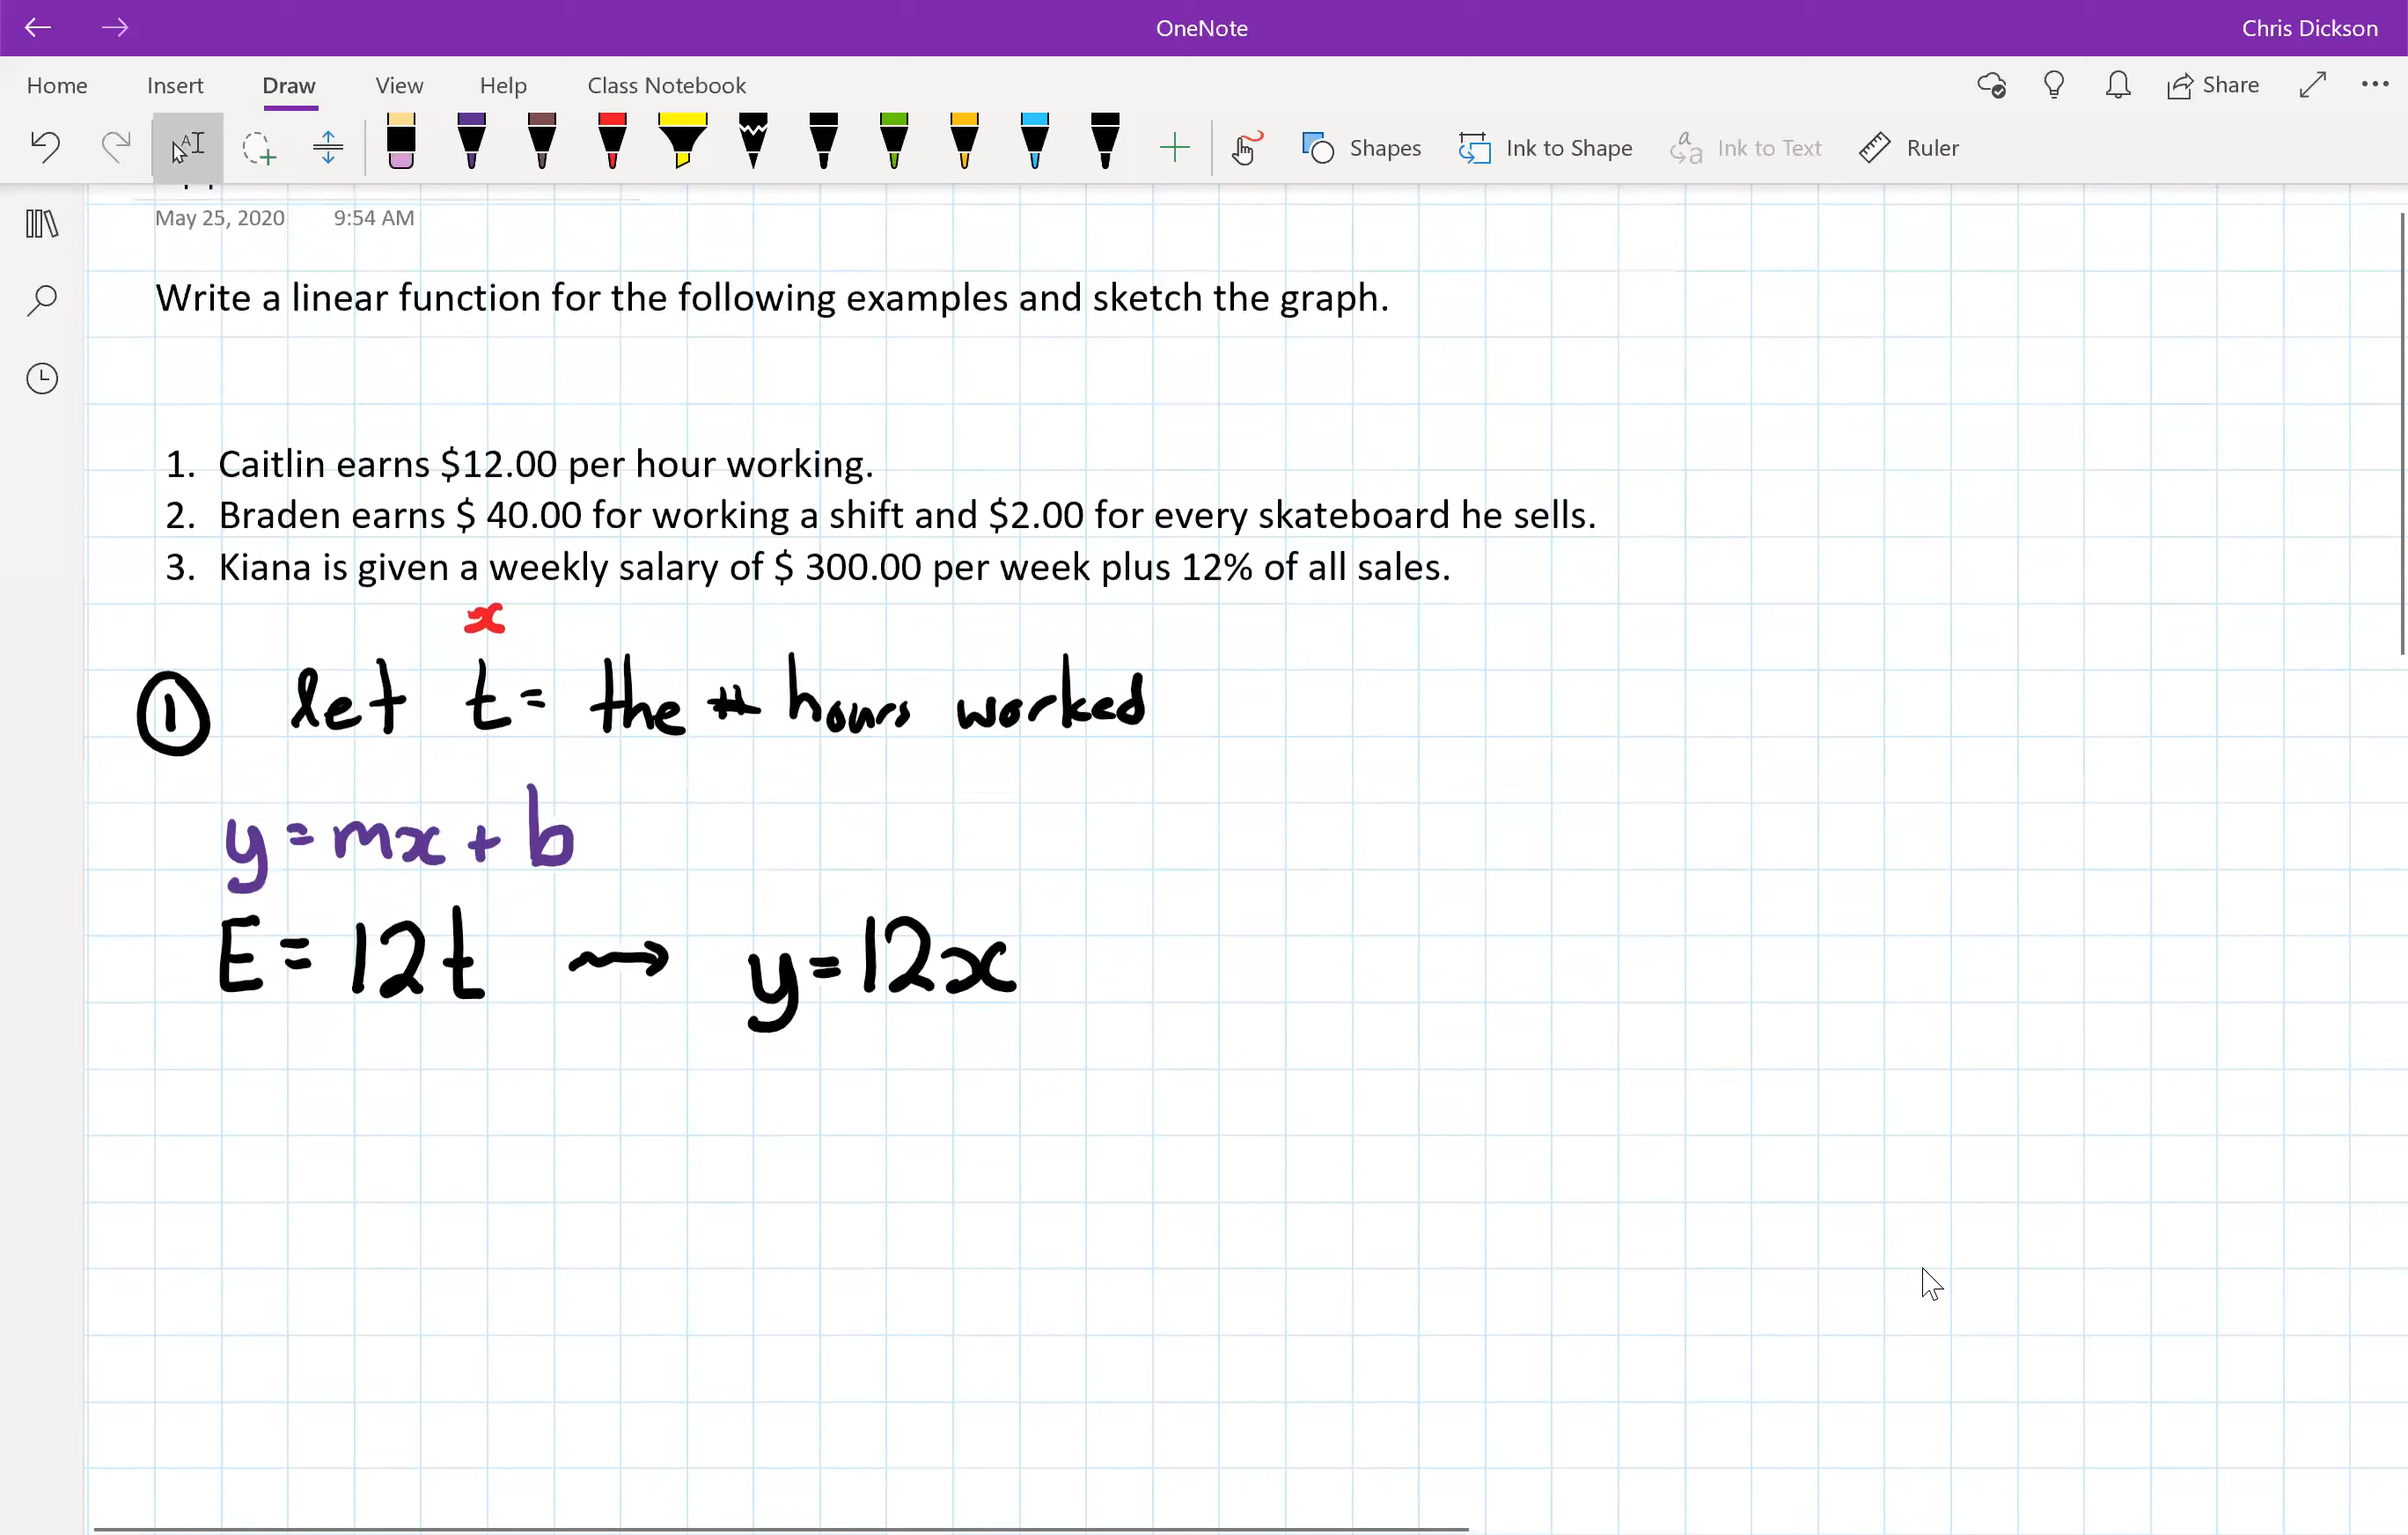 OneNote
Chris Dickson
Home Insert Draw View Help Class Notebook Share
Shapes Ink to Shape Ink to Text Ruler
May 25, 2020 9:54 AM
Write a linear function for the following examples and sketch the graph.
1. Caitlin earns $12.00 per hour working.
2. Braden earns $ 40.00 for working a shift and $2.00 for every skateboard he sells.
3. Kiana is given a weekly salary of $ 300.00 per week plus 12% of all sales.
x
① let t = the # hours worked
y = mx + b
E = 12t → y = 12x